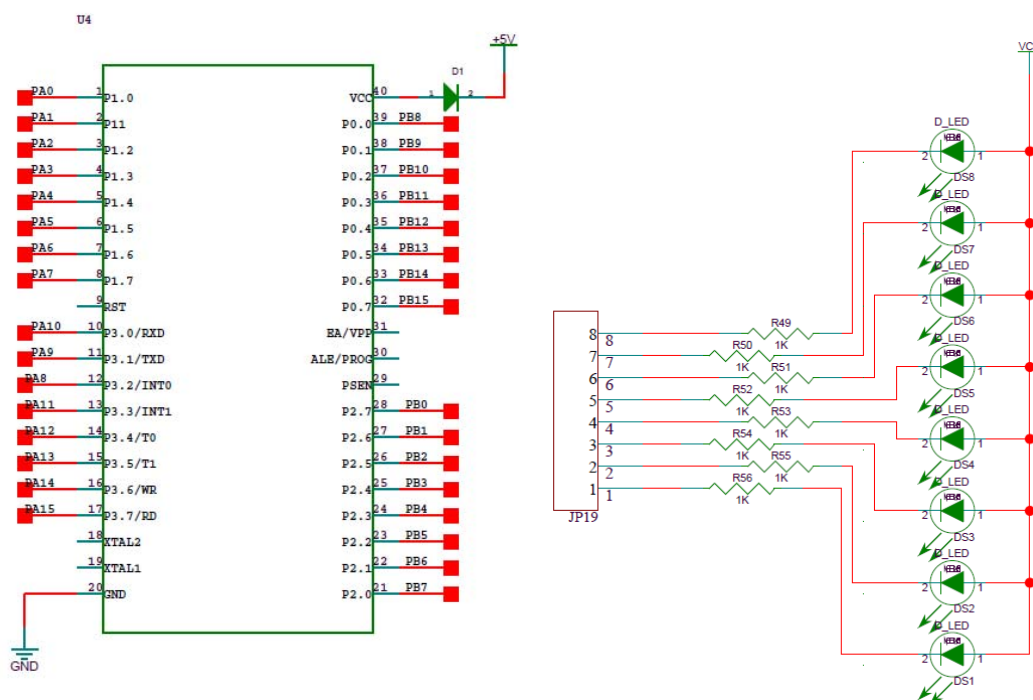 U4
+5V
D1
1 2
PA0 1 P1.0
PA1 2 P11
PA2 3 P1.2
PA3 4 P1.3
PA4 5 P1.4
PA5 6 P1.5
PA6 7 P1.6
PA7 8 P1.7
9 RST
PA10 10 P3.0/RXD
PA9 11 P3.1/TXD
PA8 12 P3.2/INT0
PA11 13 P3.3/INT1
PA12 14 P3.4/T0
PA13 15 P3.5/T1
PA14 16 P3.6/WR
PA15 17 P3.7/RD
18 XTAL2
19 XTAL1
20 GND
GND
VCC 40
P0.0 39 PB8
P0.1 38 PB9
P0.2 37 PB10
P0.3 36 PB11
P0.4 35 PB12
P0.5 34 PB13
P0.6 33 PB14
P0.7 32 PB15
EA/VPP 31
ALE/PROG 30
PSEN 29
P2.7 28 PB0
P2.6 27 PB1
P2.5 26 PB2
P2.4 25 PB3
P2.3 24 PB4
P2.2 23 PB5
P2.1 22 PB6
P2.0 21 PB7
8 8 R49 1K
7 7 R50 1K
6 6 R51 1K
5 5 R52 1K
4 4 R53 1K
3 3 R54 1K
2 2 R55 1K
1 1 R56 1K
JP19
VC
D_LED
2 1
DS8
D_LED
2 1
DS7
D_LED
2 1
DS6
D_LED
2 1
DS5
D_LED
2 1
DS4
D_LED
2 1
DS3
D_LED
2 1
DS2
D_LED
2 1
DS1